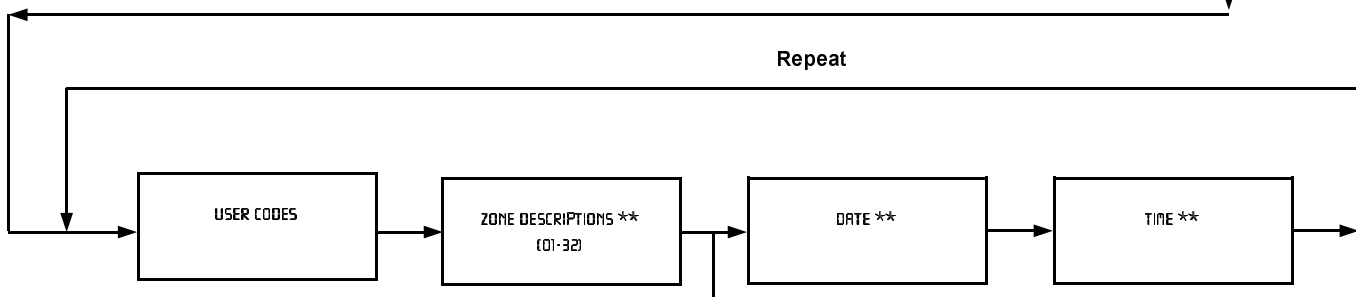 Repeat
USER CODES
ZONE DESCRIPTIONS **
(01-32)
DATE **
TIME **